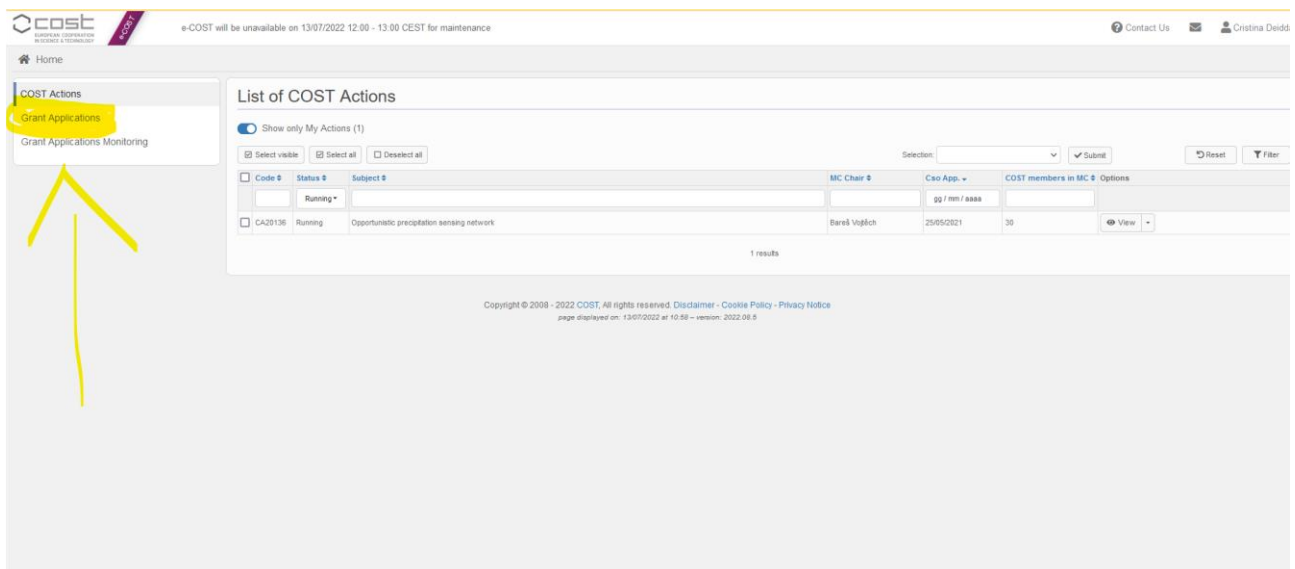 cost
EUROPEAN COOPERATION
IN SCIENCE & TECHNOLOGY
e-COST
e-COST will be unavailable on 13/07/2022 12:00 - 13:00 CEST for maintenance
Contact Us
Cristina Deidda
Home
COST Actions
Grant Applications
Grant Applications Monitoring
List of COST Actions
Show only My Actions (1)
Select visible Select all Deselect all Selection: Submit Reset Filter
Code Status Subject MC Chair Cso App. COST members in MC Options
Running gg / mm / aaaa
CA20136 Running Opportunistic precipitation sensing network Bareš Vojtěch 25/05/2021 30 View
1 results
Copyright © 2008 - 2022 COST, All rights reserved. Disclaimer - Cookie Policy - Privacy Notice
page displayed on: 13/07/2022 at 10:58 – version: 2022.08.5